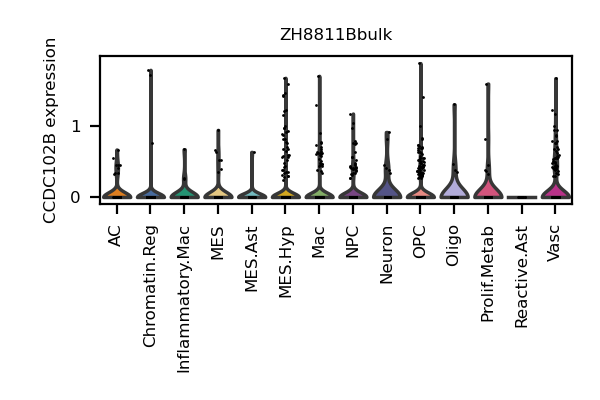 ZH8811Bbulk
CCDC102B expression
1
0
AC
Chromatin.Reg
Inflammatory.Mac
MES
MES.Ast
MES.Hyp
Mac
NPC
Neuron
OPC
Oligo
Prolif.Metab
Reactive.Ast
Vasc